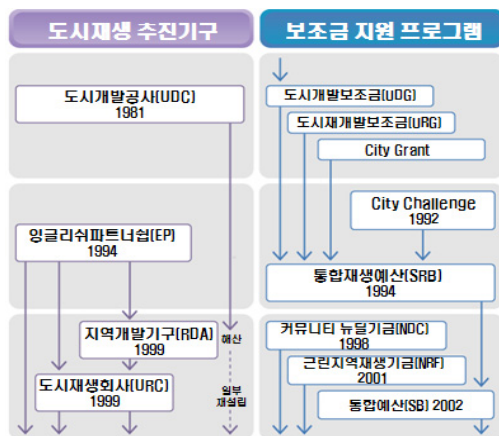 도시재생 추진기구
보조금 지원 프로그램
도시개발공사(UDC)
1981
도시개발보조금(UDG)
도시재개발보조금(URG)
City Grant
City Challenge
1992
잉글리쉬파트너쉽(EP)
1994
통합재생예산(SRB)
1994
지역개발기구(RDA)
1999
해산
도시재생회사(URC)
1999
일부
재설립
커뮤니티 뉴딜기금(NDC)
1998
근린지역재생기금(NRF)
2001
통합예산(SB) 2002